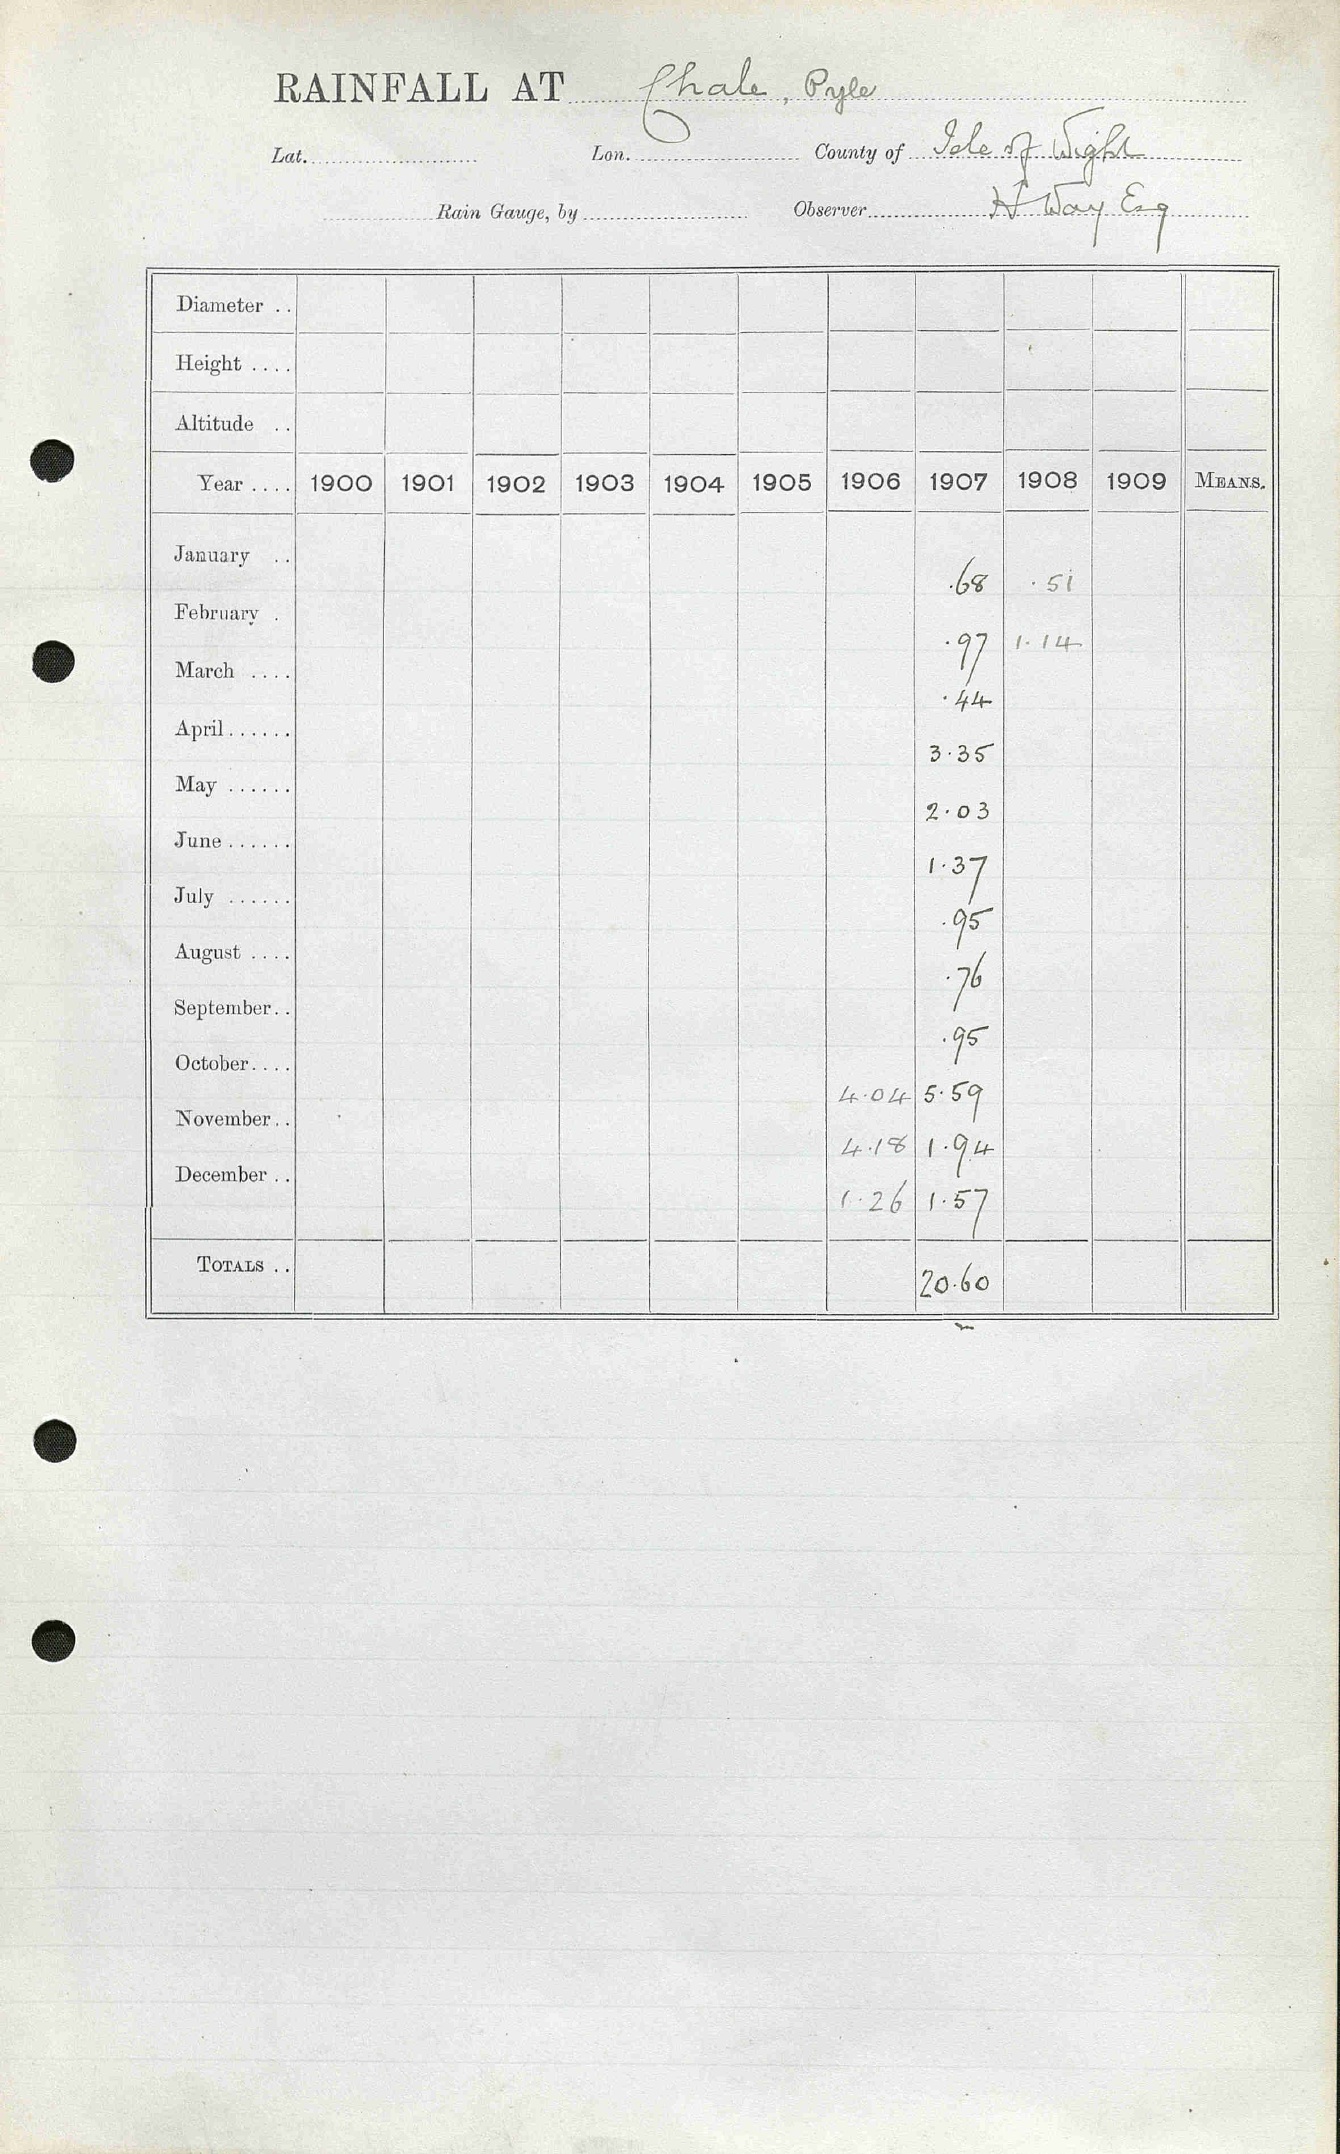 RAINFALL AT Chale, Pyle
Lat. Lon. County of Isle of Wight
Rain Gauge, by Observer H Way Esq
Diameter ..
Height ....
Altitude ..
Year .... 1900 1901 1902 1903 1904 1905 1906 1907 1908 1909 MEANS.
January .. .68 .51
February . .97 1.14
March .... .44
April...... 3.35
May ...... 2.03
June ...... 1.37
July ...... .95
August .... .76
September.. .95
October.... 4.04 5.59
November.. 4.18 1.94
December .. 1.26 1.57
TOTALS .. 20.60